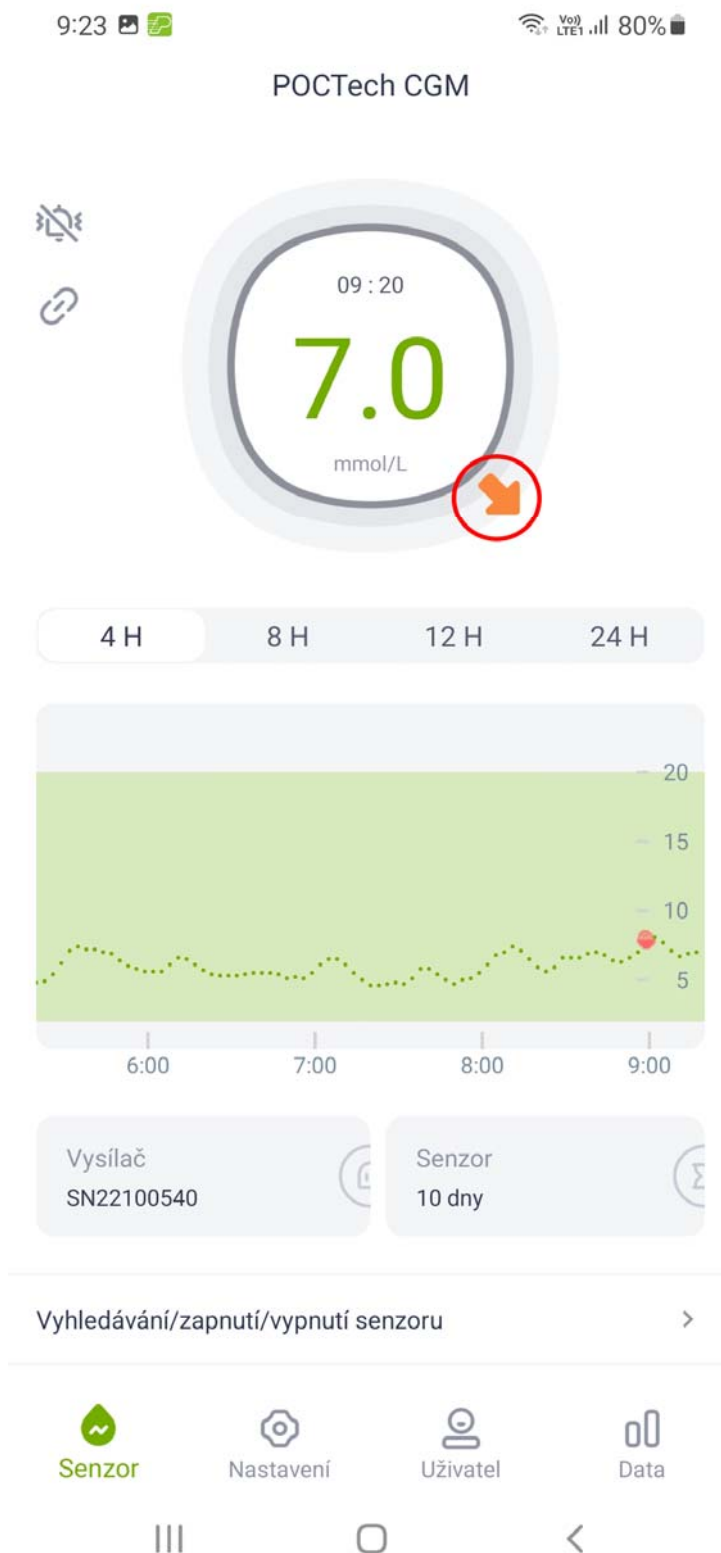 9:23 Vo)) LTE1 80%
POCTech CGM
09 : 20
7.0
mmol/L
4 H 8 H 12 H 24 H
20
15
10
5
6:00 7:00 8:00 9:00
Vysílač Senzor
SN22100540 10 dny
Vyhledávání/zapnutí/vypnutí senzoru
Senzor Nastavení Uživatel Data